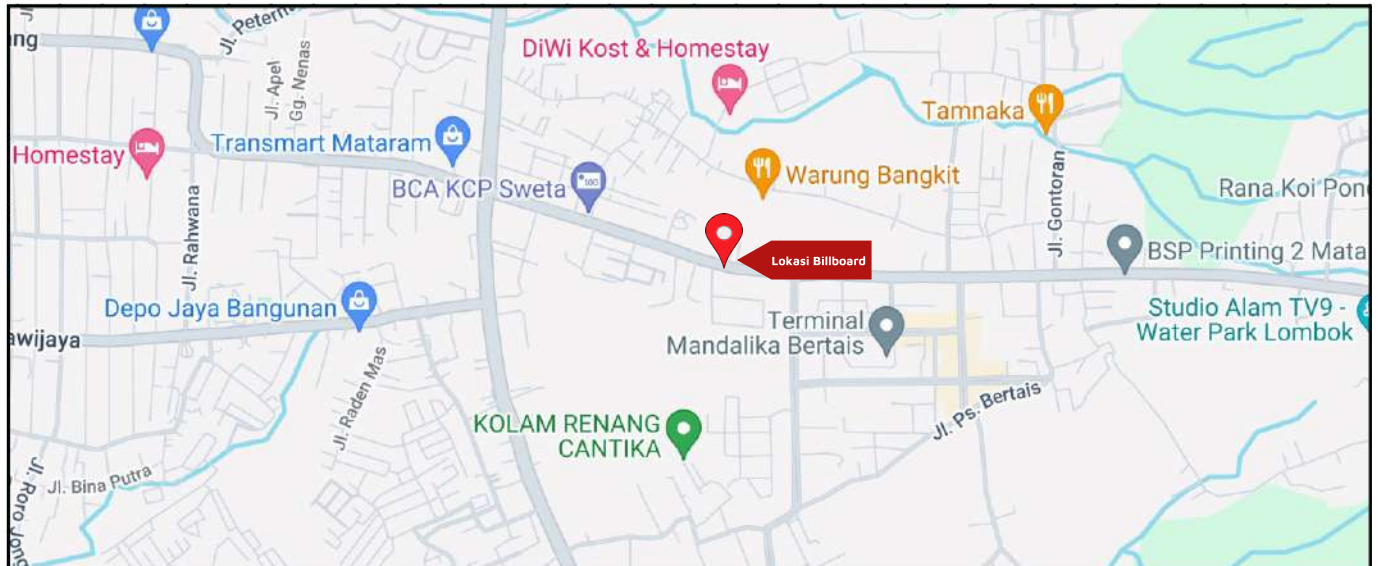 ng
Jl. Peternakan
Jl. Apel
Gg. Nenas
DiWi Kost & Homestay
Tamnaka
Transmart Mataram
Homestay
BCA KCP Sweta
Warung Bangkit
Rana Koi Pon
Jl. Rahwana
Jl. Gontoran
Lokasi Billboard
BSP Printing 2 Mata
Depo Jaya Bangunan
Terminal
Mandalika Bertais
Studio Alam TV9 -
Water Park Lombok
awijaya
Jl. Raden Mas
Jl. Ps. Bertais
KOLAM RENANG
CANTIKA
Jl. Bina Putra
Jl. Roro Jong